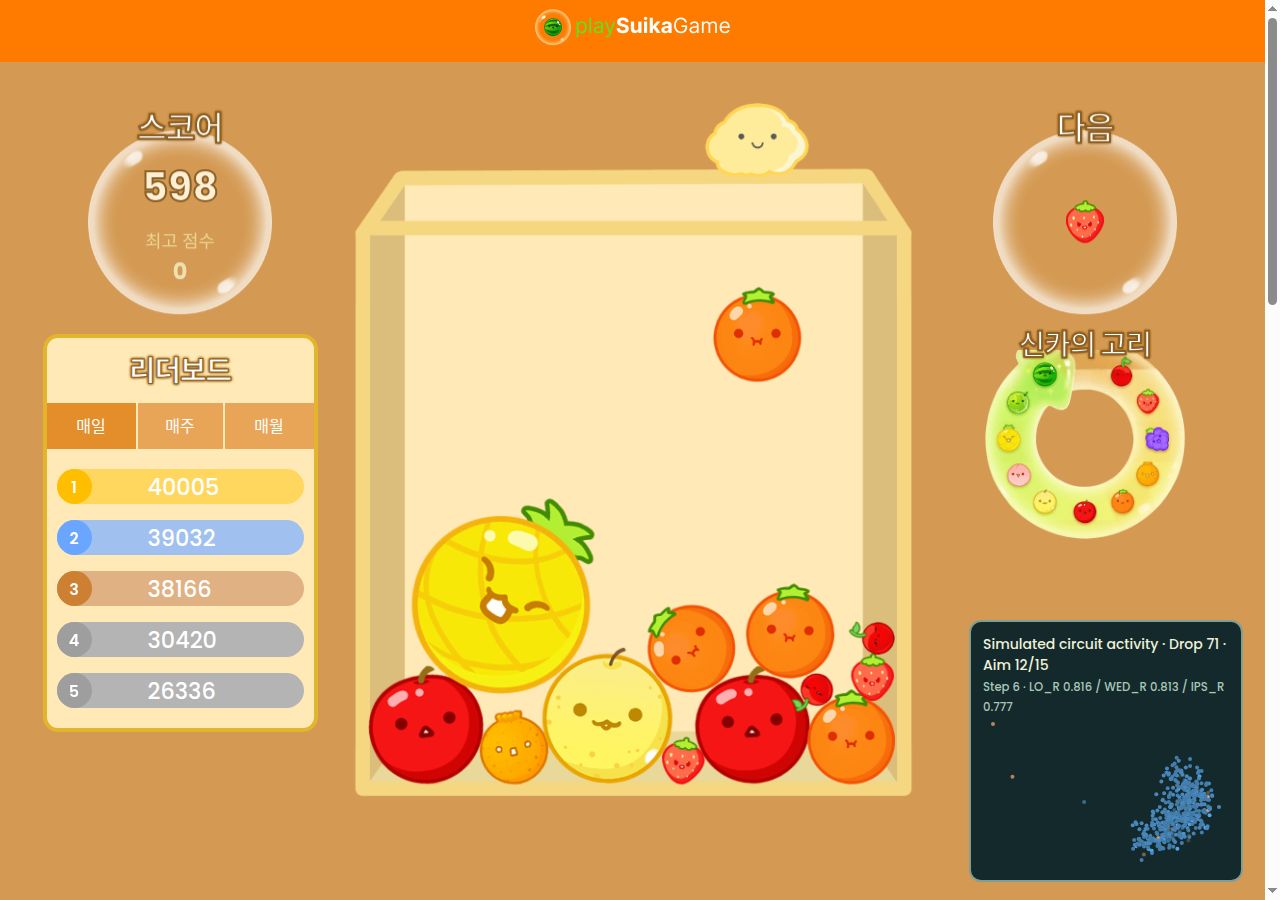 playSuikaGame
스코어
598
최고 점수
0
리더보드
매일 매주 매월
1 40005
2 39032
3 38166
4 30420
5 26336
다음
신카의 고리
Simulated circuit activity · Drop 71 ·
Aim 12/15
Step 6 · LO_R 0.816 / WED_R 0.813 / IPS_R
0.777